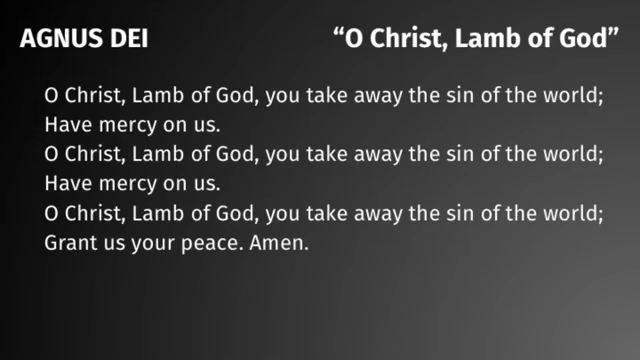 AGNUS DEI “O Christ, Lamb of God”
O Christ, Lamb of God, you take away the sin of the world;
Have mercy on us.
O Christ, Lamb of God, you take away the sin of the world;
Have mercy on us.
O Christ, Lamb of God, you take away the sin of the world;
Grant us your peace. Amen.